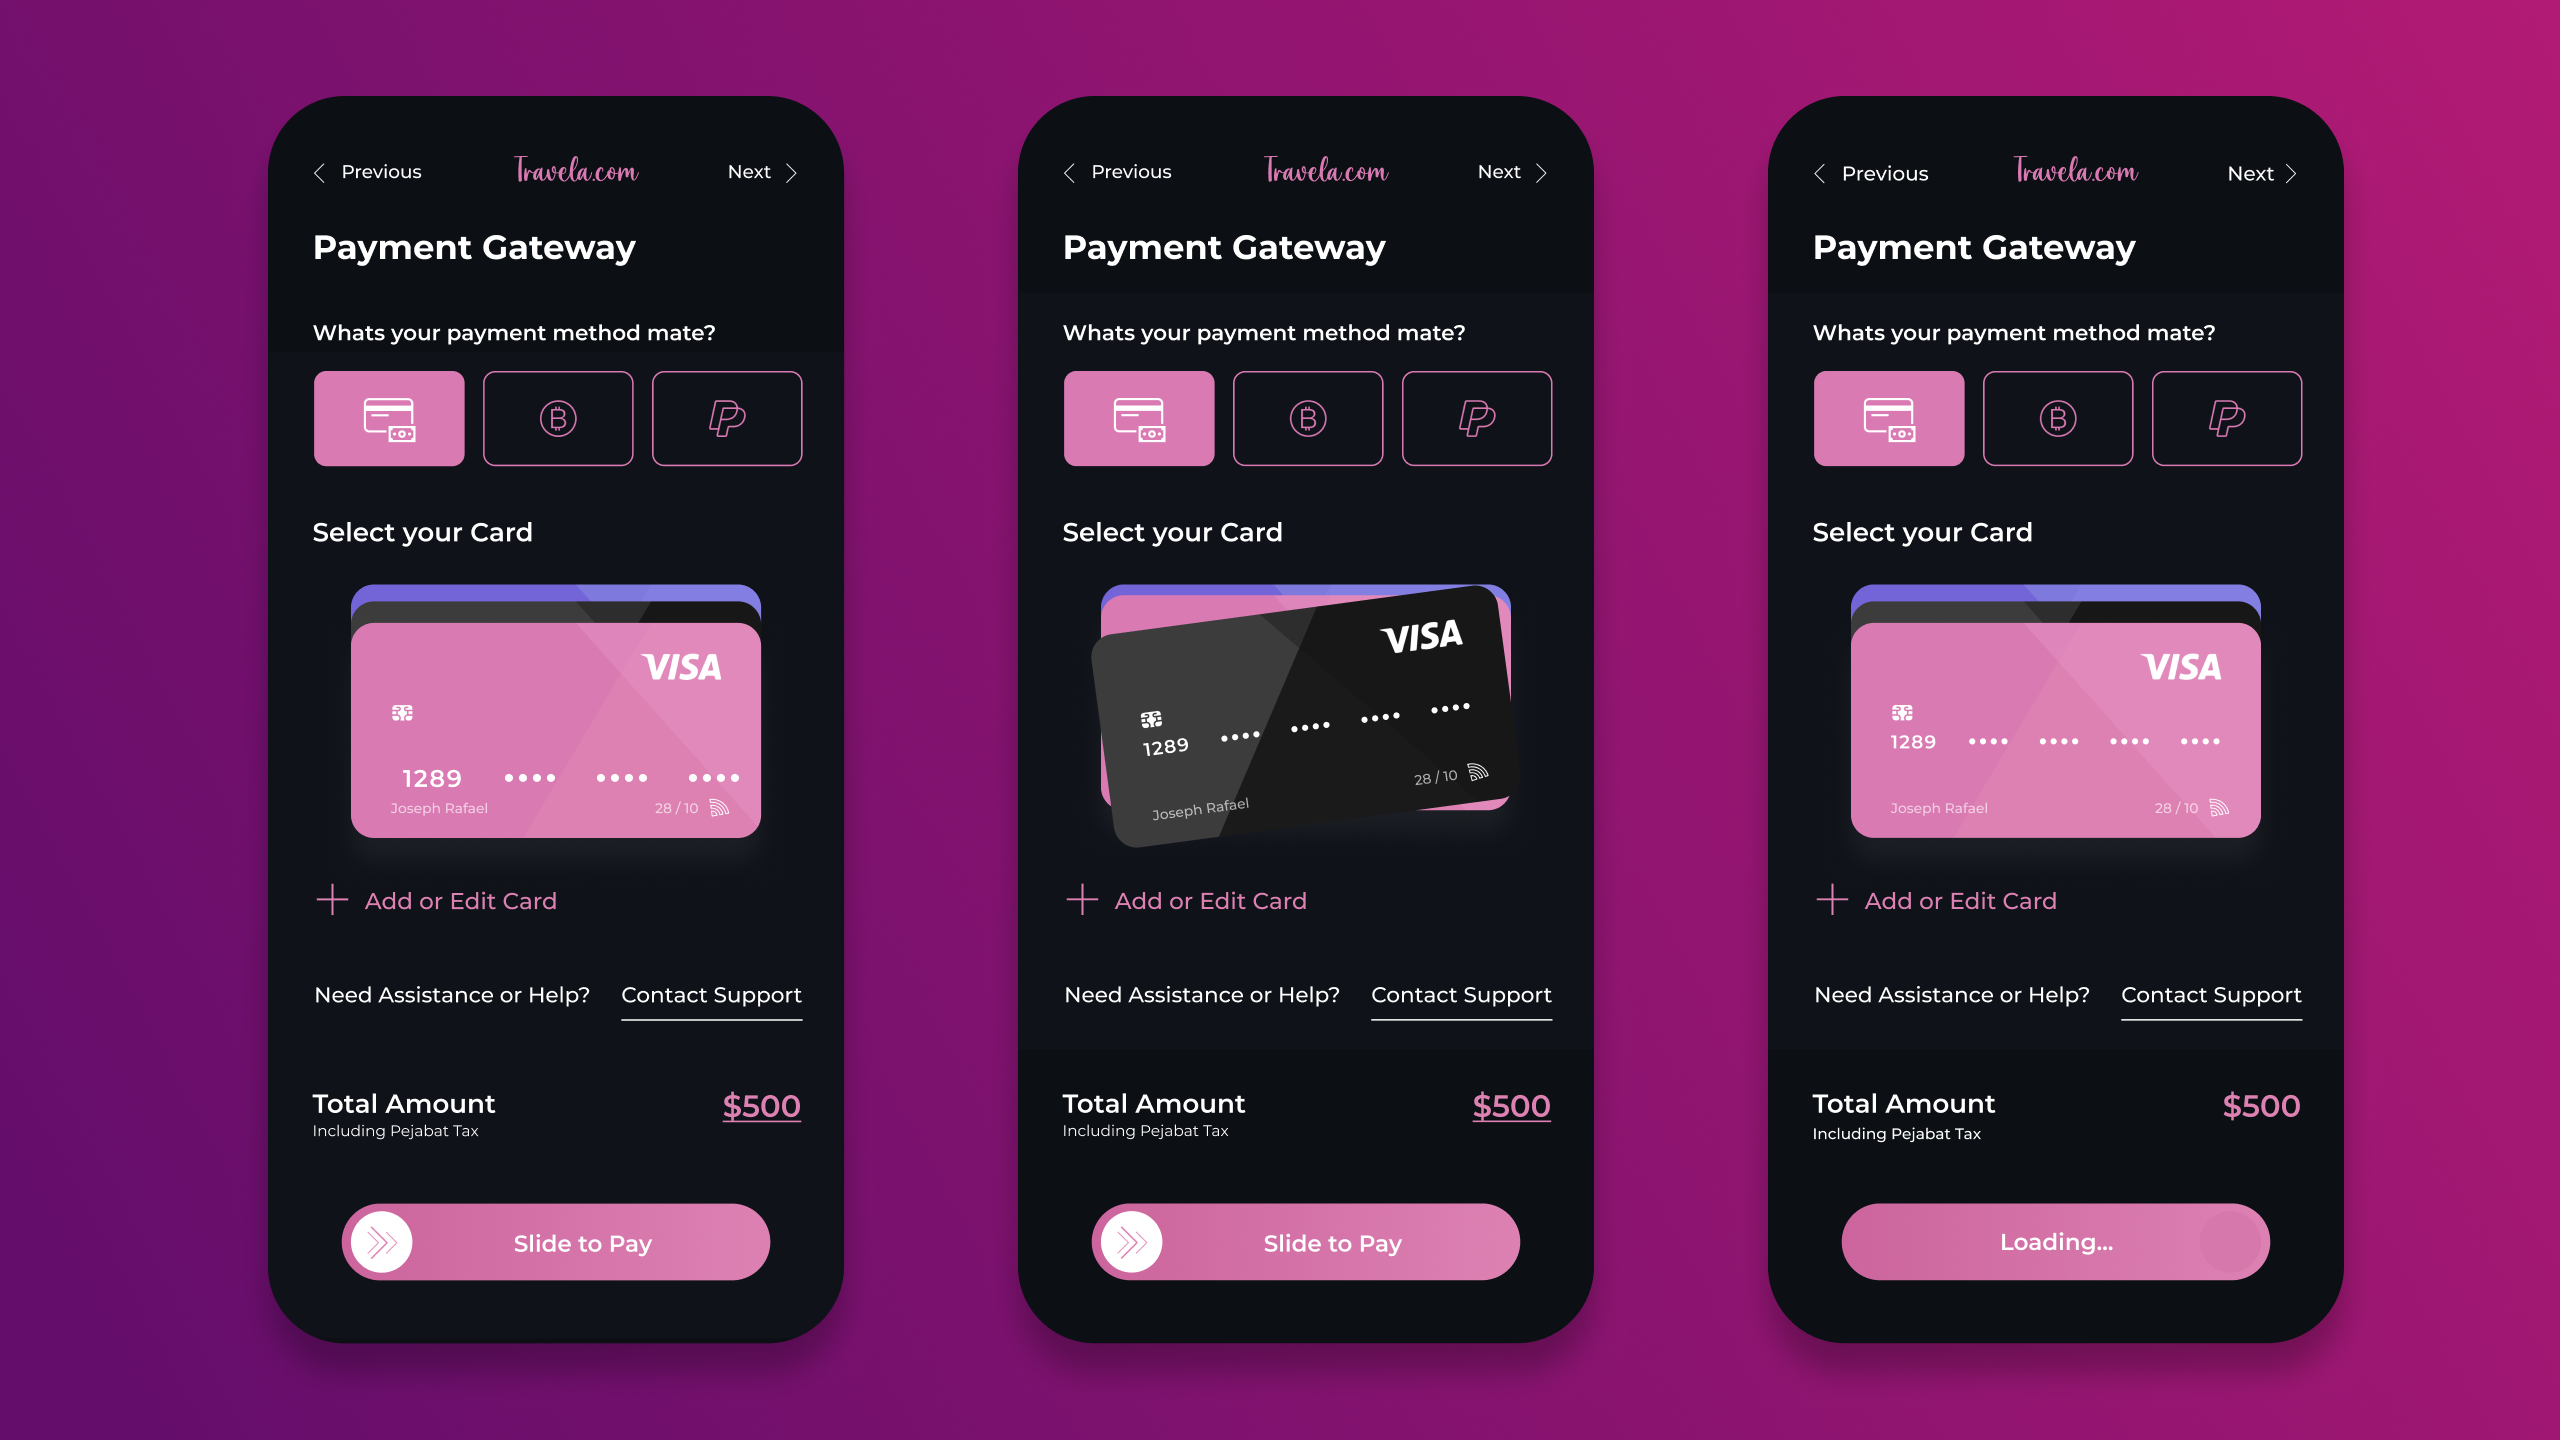 Previous
Travela.com
Next
Payment Gateway
Whats your payment method mate?
Select your Card
VISA
1289 •••• •••• ••••
Joseph Rafael
28 / 10
Add or Edit Card
Need Assistance or Help?
Contact Support
Total Amount
$500
Including Pejabat Tax
Slide to Pay
Previous
Travela.com
Next
Payment Gateway
Whats your payment method mate?
Select your Card
VISA
1289 •••• •••• •••• ••••
28 / 10
Joseph Rafael
Add or Edit Card
Need Assistance or Help?
Contact Support
Total Amount
$500
Including Pejabat Tax
Slide to Pay
Previous
Travela.com
Next
Payment Gateway
Whats your payment method mate?
Select your Card
VISA
1289 •••• •••• •••• ••••
Joseph Rafael
28 / 10
Add or Edit Card
Need Assistance or Help?
Contact Support
Total Amount
$500
Including Pejabat Tax
Loading...